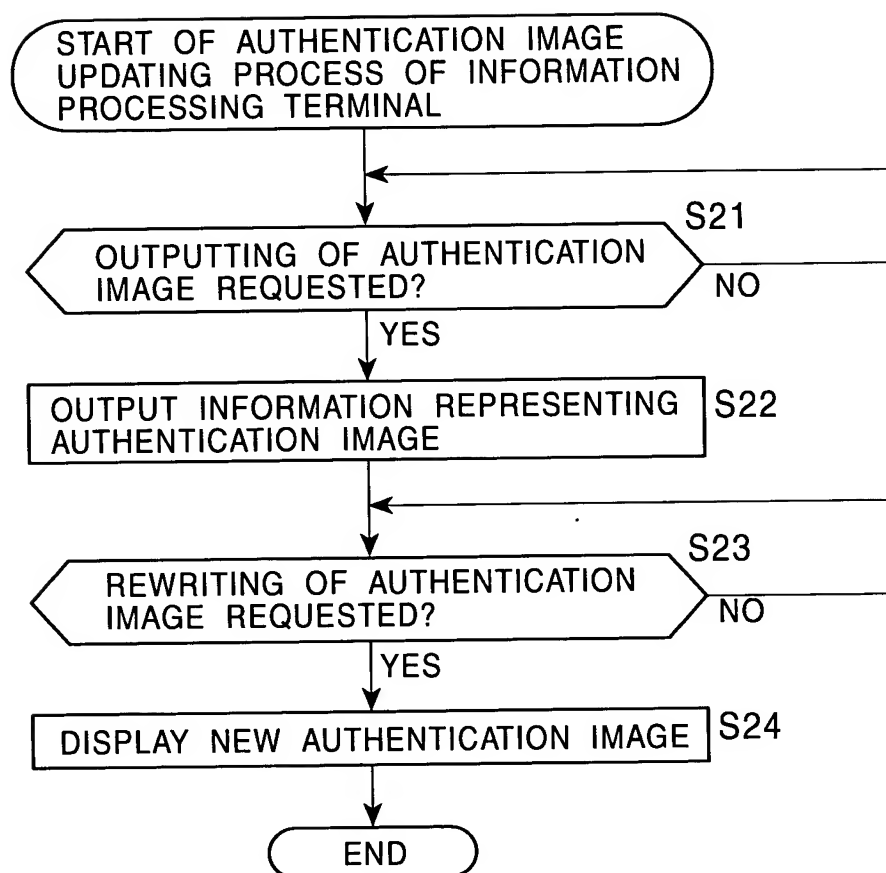 START OF AUTHENTICATION IMAGE
UPDATING PROCESS OF INFORMATION
PROCESSING TERMINAL
S21
OUTPUTTING OF AUTHENTICATION
IMAGE REQUESTED?
NO
YES
OUTPUT INFORMATION REPRESENTING
AUTHENTICATION IMAGE
S22
S23
REWRITING OF AUTHENTICATION
IMAGE REQUESTED?
NO
YES
DISPLAY NEW AUTHENTICATION IMAGE
S24
END